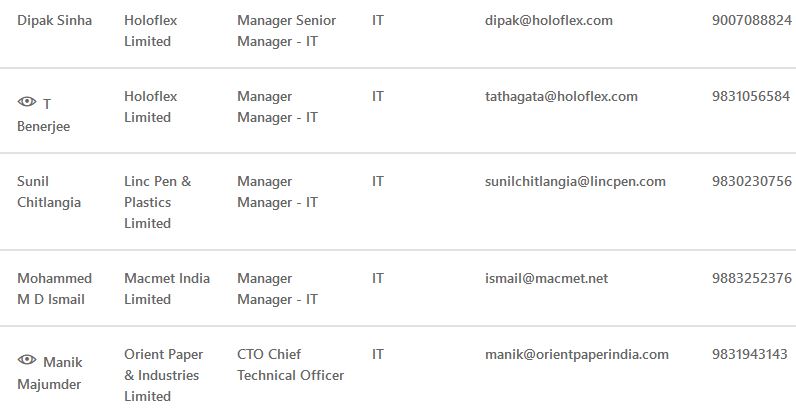 Dipak Sinha Holoflex Manager Senior IT dipak@holoflex.com 9007088824
Limited Manager - IT
T Holoflex Manager IT tathagata@holoflex.com 9831056584
Benerjee Limited Manager - IT
Sunil Linc Pen & Manager IT sunilchitlangia@lincpen.com 9830230756
Chitlangia Plastics Manager - IT
Limited
Mohammed Macmet India Manager IT ismail@macmet.net 9883252376
M D Ismail Limited Manager - IT
Manik Orient Paper CTO Chief IT manik@orientpaperindia.com 9831943143
Majumder & Industries Technical Officer
Limited